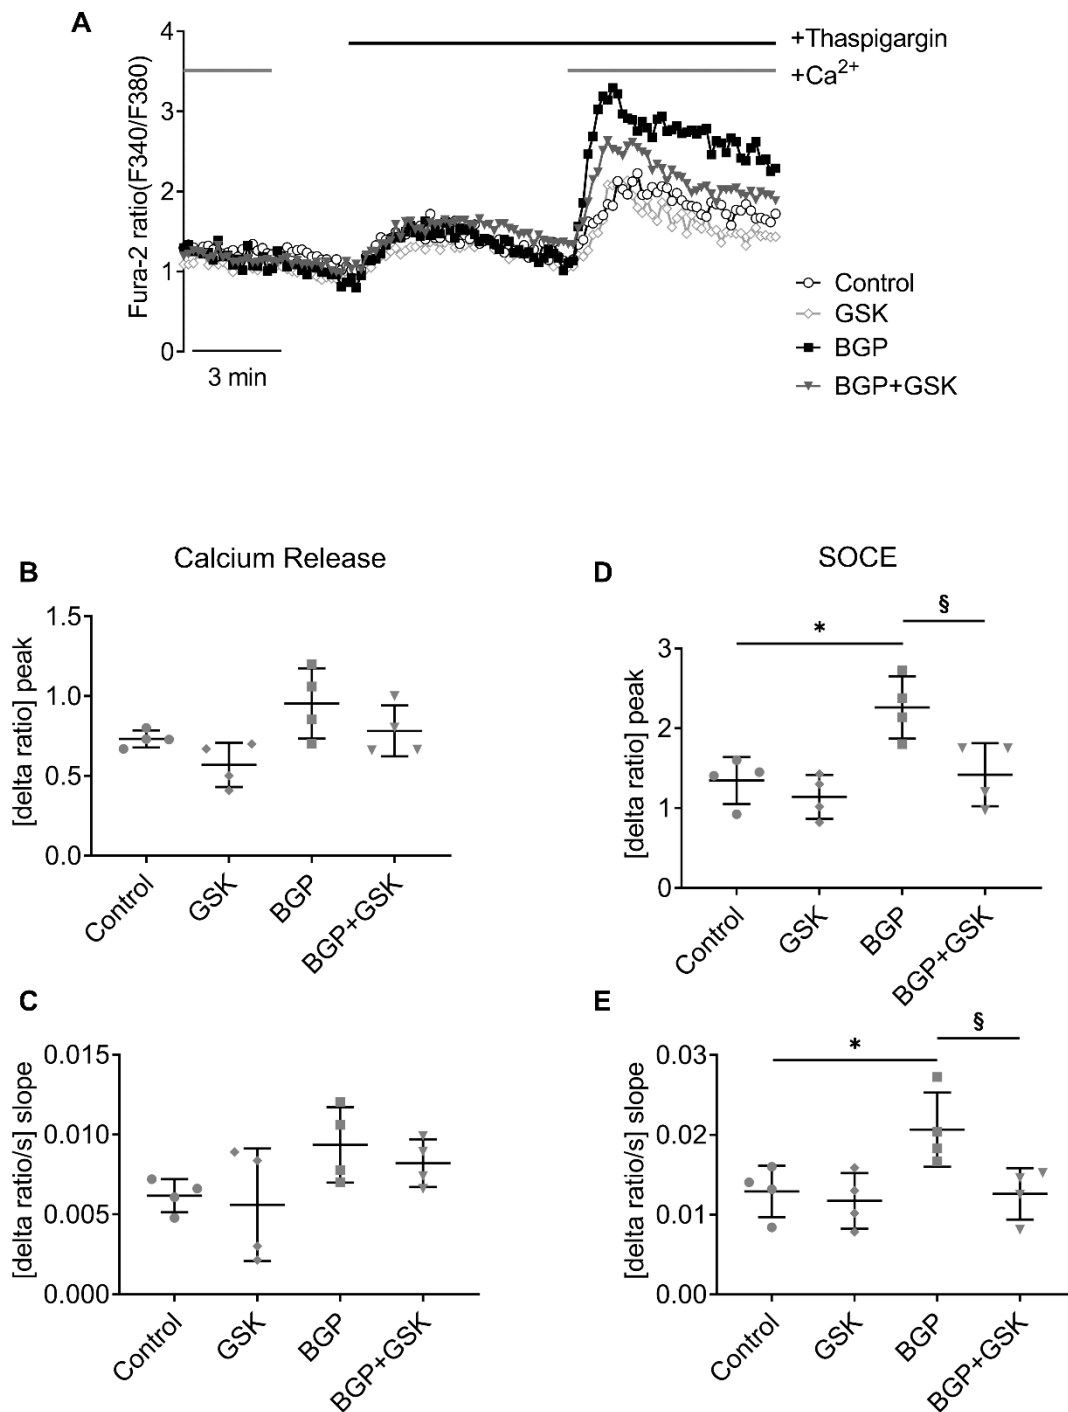 A
4
3
2
1
0
Fura-2 ratio(F340/F380)
+Thaspigargin
+Ca2+
3 min
Control
GSK
BGP
BGP+GSK
Calcium Release
B
[delta ratio] peak
1.5
1.0
0.5
0.0
Control
GSK
BGP
BGP+GSK
SOCE
D
[delta ratio] peak
3
2
1
0
*
§
Control
GSK
BGP
BGP+GSK
C
[delta ratio/s] slope
0.015
0.010
0.005
0.000
Control
GSK
BGP
BGP+GSK
E
[delta ratio/s] slope
0.03
0.02
0.01
0.00
*
§
Control
GSK
BGP
BGP+GSK